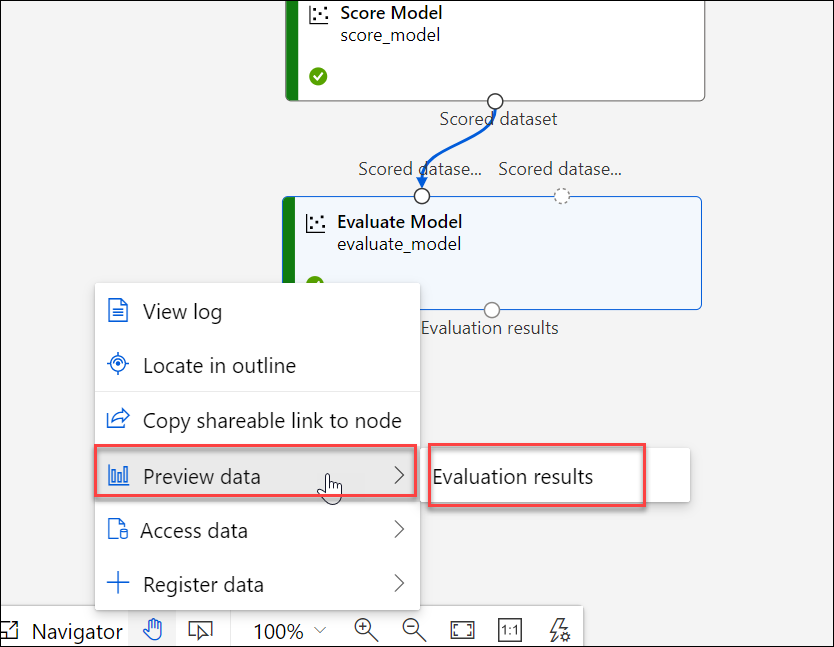 Score Model
score_model
Scored dataset
Scored datase... Scored datase...
Evaluate Model
evaluate_model
Evaluation results
View log
Locate in outline
Copy shareable link to node
Preview data
Evaluation results
Access data
Register data
Navigator 100% 1:1